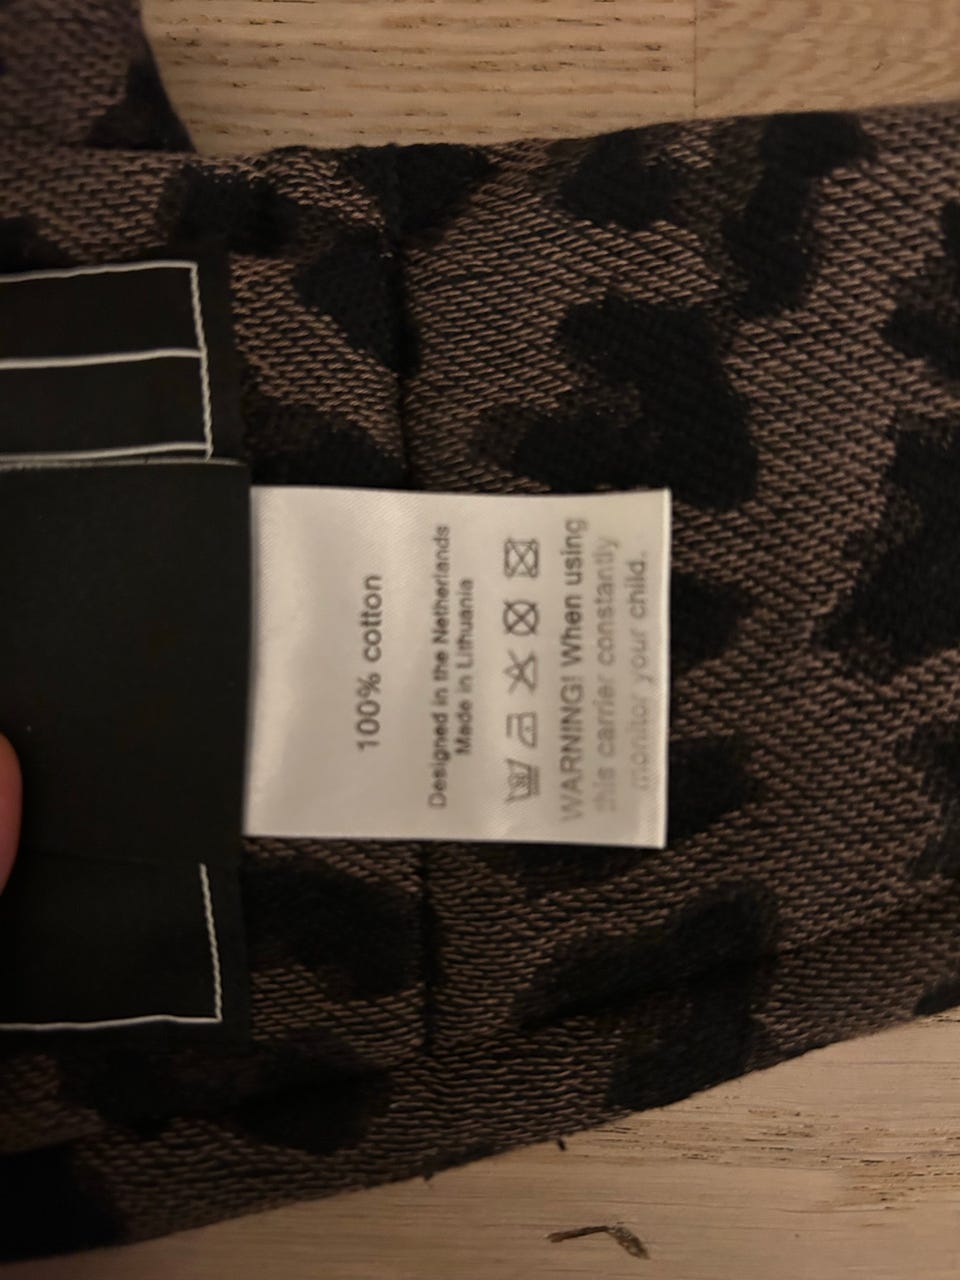 100% cotton
Designed in the Netherlands
Made in Lithuania
WARNING! When using
this carrier constantly
monitor your child.